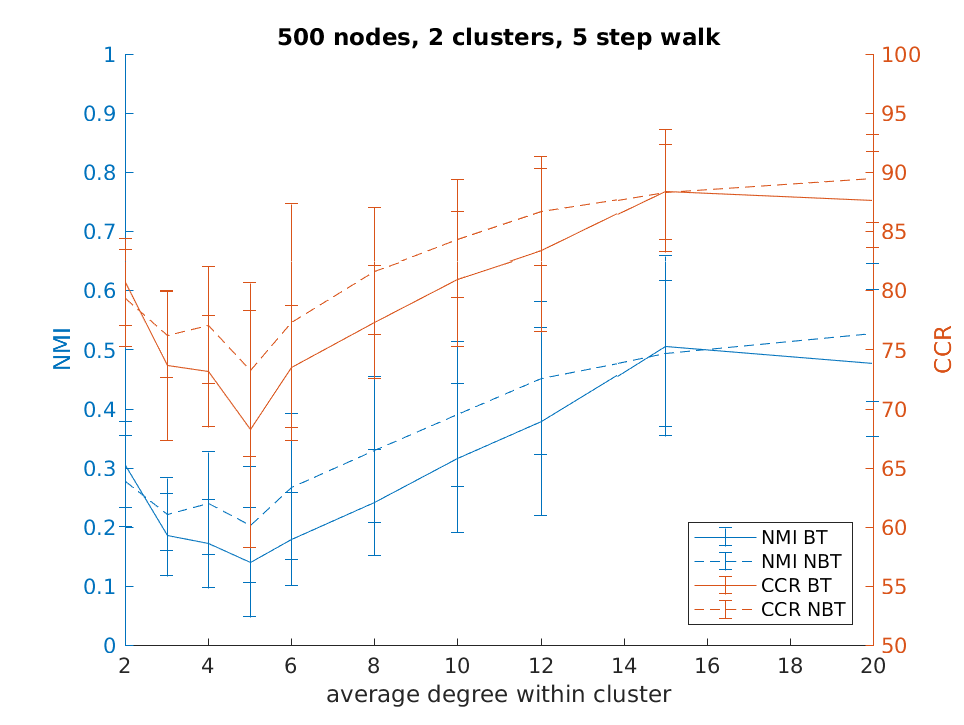 500 nodes, 2 clusters, 5 step walk
1
0.9
0.8
0.7
0.6
0.5
0.4
0.3
0.2
0.1
0
NMI
100
95
90
85
80
75
70
65
60
55
50
CCR
NMI BT
NMI NBT
CCR BT
CCR NBT
2 4 6 8 10 12 14 16 18 20
average degree within cluster